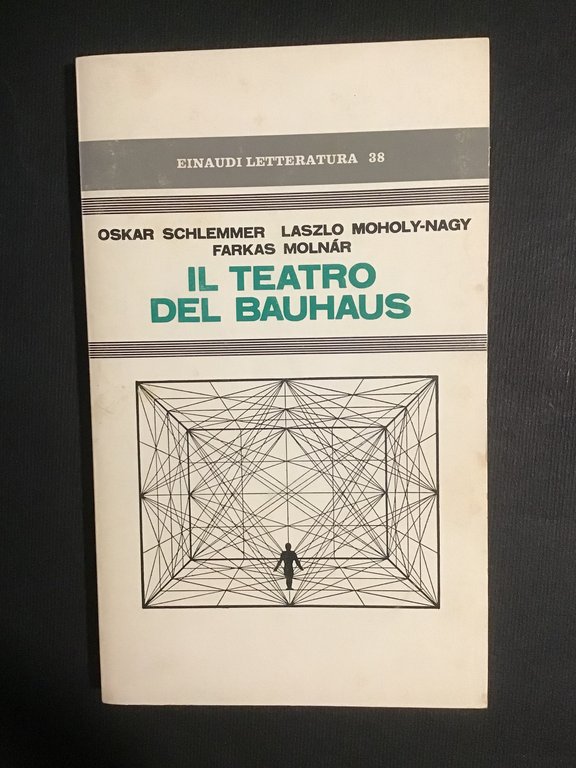 EINAUDI LETTERATURA 38
OSKAR SCHLEMMER LASZLO MOHOLY-NAGY
FARKAS MOLNÁR
IL TEATRO
DEL BAUHAUS